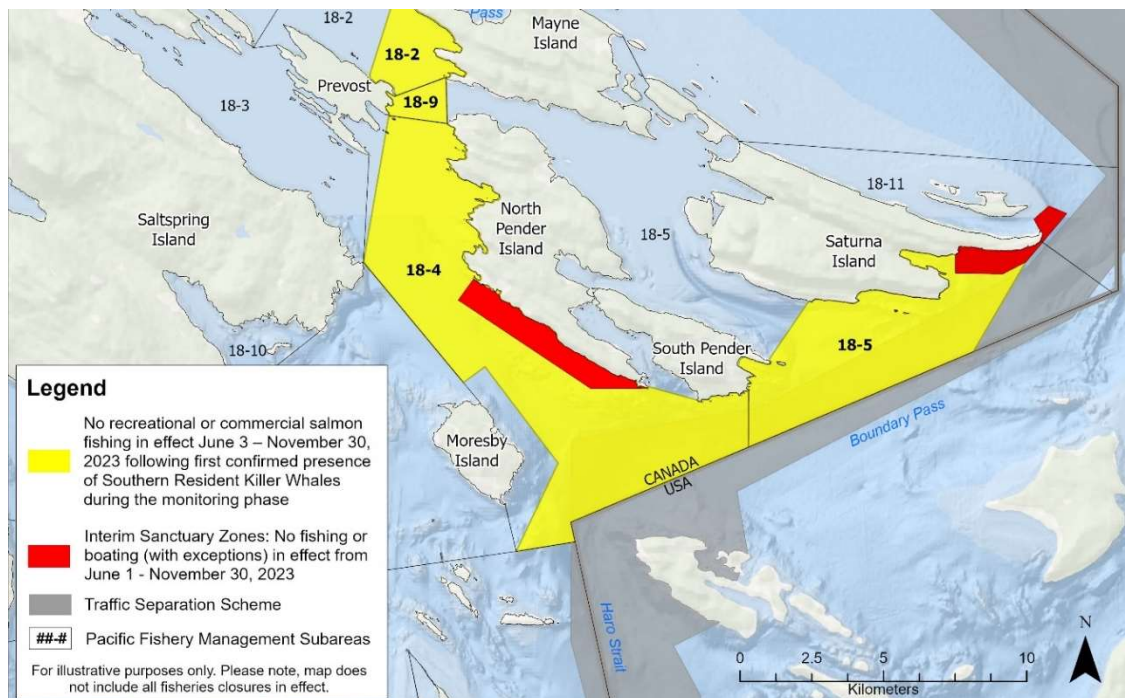 18-2
Pass
Mayne
Island
18-2
Prevost
18-9
18-3
18-11
Saltspring
Island
North
Pender
Island
18-5
Saturna
Island
18-4
18-10
South Pender
Island
18-5
Moresby
Island
Boundary Pass
CANADA
USA
Haro Strait
Legend
No recreational or commercial salmon
fishing in effect June 3 – November 30,
2023 following first confirmed presence
of Southern Resident Killer Whales
during the monitoring phase
Interim Sanctuary Zones: No fishing or
boating (with exceptions) in effect from
June 1 - November 30, 2023
Traffic Separation Scheme
##-# Pacific Fishery Management Subareas
For illustrative purposes only. Please note, map does
not include all fisheries closures in effect.
N
0 2.5 5 10
Kilometers